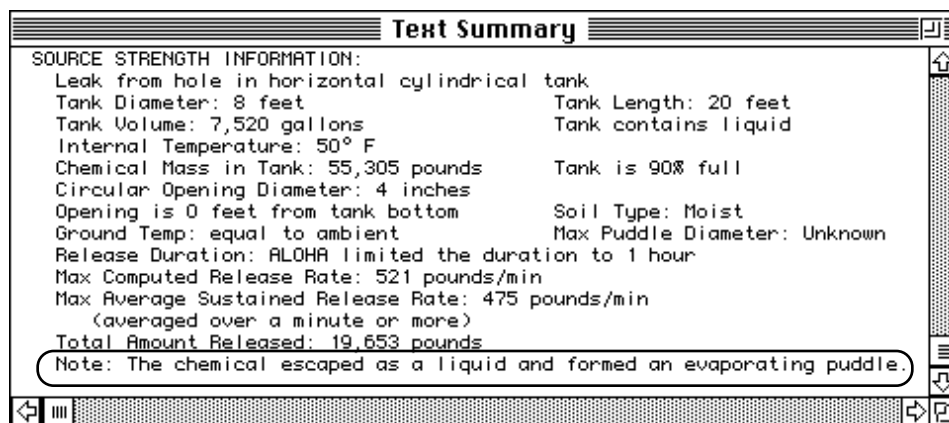 Text Summary
SOURCE STRENGTH INFORMATION:
Leak from hole in horizontal cylindrical tank
Tank Diameter: 8 feet Tank Length: 20 feet
Tank Volume: 7,520 gallons Tank contains liquid
Internal Temperature: 50° F
Chemical Mass in Tank: 55,305 pounds Tank is 90% full
Circular Opening Diameter: 4 inches
Opening is 0 feet from tank bottom Soil Type: Moist
Ground Temp: equal to ambient Max Puddle Diameter: Unknown
Release Duration: ALOHA limited the duration to 1 hour
Max Computed Release Rate: 521 pounds/min
Max Average Sustained Release Rate: 475 pounds/min
(averaged over a minute or more)
Total Amount Released: 19,653 pounds
Note: The chemical escaped as a liquid and formed an evaporating puddle.